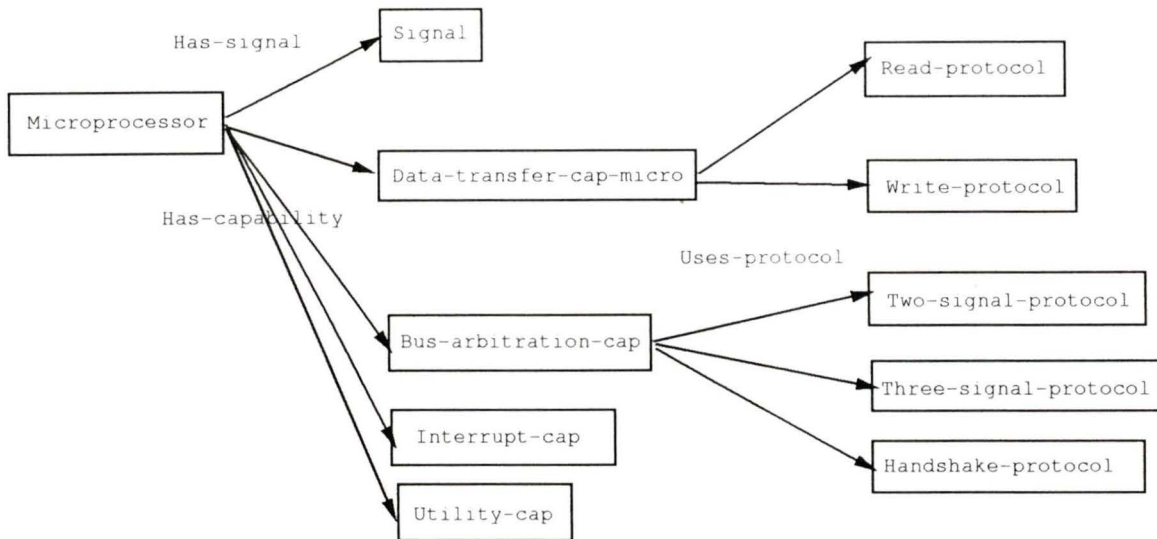 Has-signal
Signal
Read-protocol
Microprocessor
Data-transfer-cap-micro
Write-protocol
Has-capability
Uses-protocol
Two-signal-protocol
Bus-arbitration-cap
Three-signal-protocol
Interrupt-cap
Handshake-protocol
Utility-cap